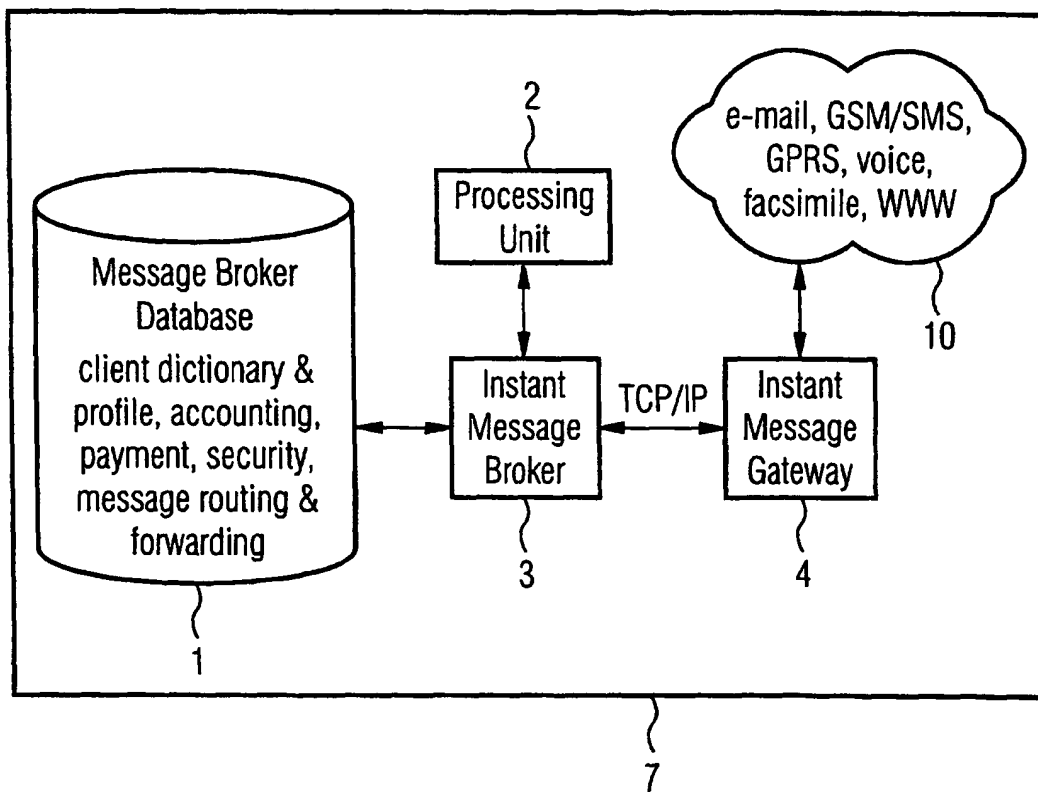 2
Processing
Unit
e-mail, GSM/SMS,
GPRS, voice,
facsimile, WWW
10
Message Broker
Database
client dictionary &
profile, accounting,
payment, security,
message routing &
forwarding
1
Instant
Message
Broker
3
TCP/IP
Instant
Message
Gateway
4
7